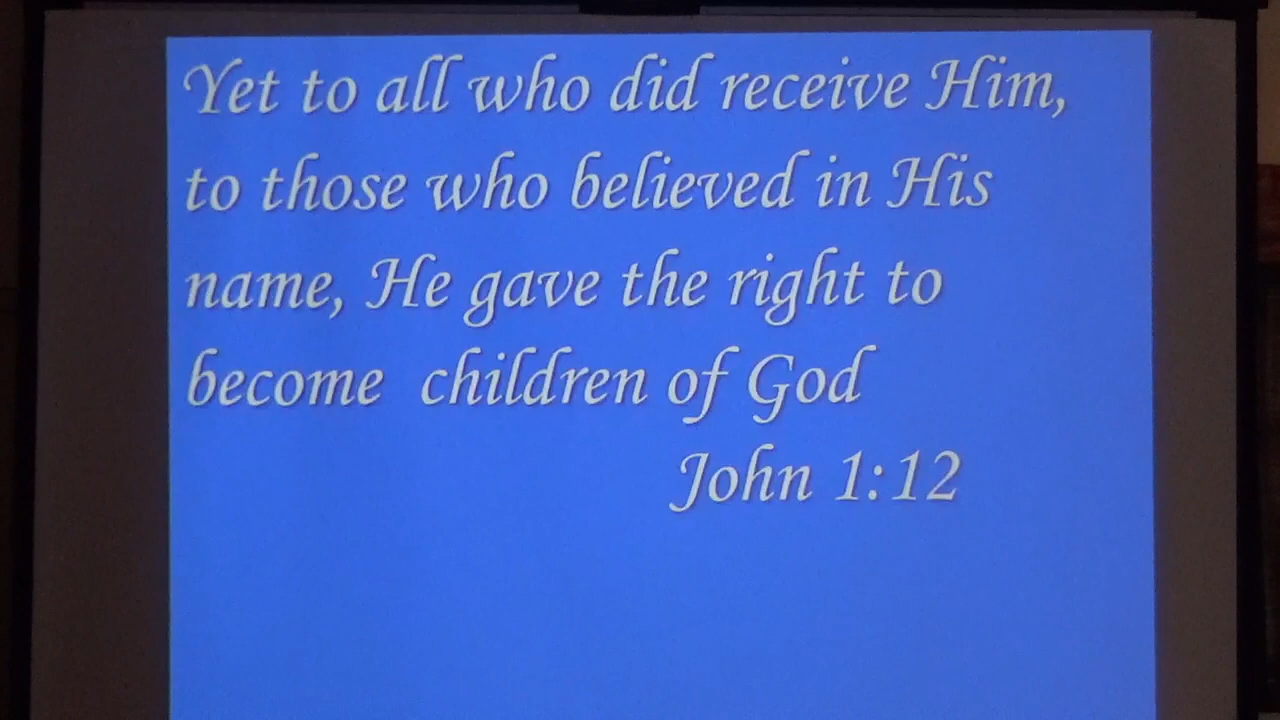 Yet to all who did receive Him,
to those who believed in His
name, He gave the right to
become children of God
John 1:12